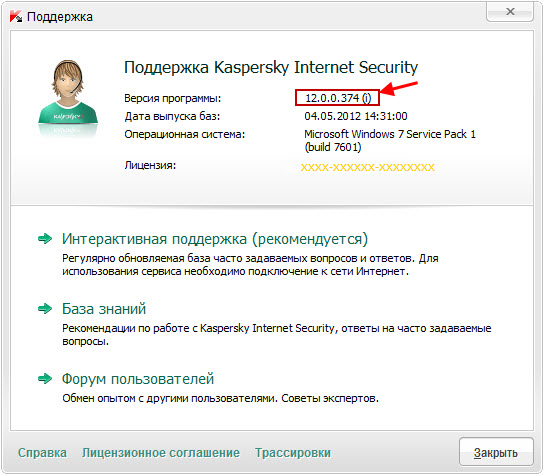 Поддержка
KASPERSKY
Поддержка Kaspersky Internet Security
Версия программы: 12.0.0.374 (i)
Дата выпуска баз: 04.05.2012 14:31:00
Операционная система: Microsoft Windows 7 Service Pack 1
(build 7601)
Лицензия: xxxx-xxxxxx-xxxxxxxx
Интерактивная поддержка (рекомендуется)
Регулярно обновляемая база часто задаваемых вопросов и ответов. Для
использования сервиса необходимо подключение к сети Интернет.
База знаний
Рекомендации по работе с Kaspersky Internet Security, ответы на часто задаваемые
вопросы.
Форум пользователей
Обмен опытом с другими пользователями. Советы экспертов.
Справка Лицензионное соглашение Трассировки Закрыть